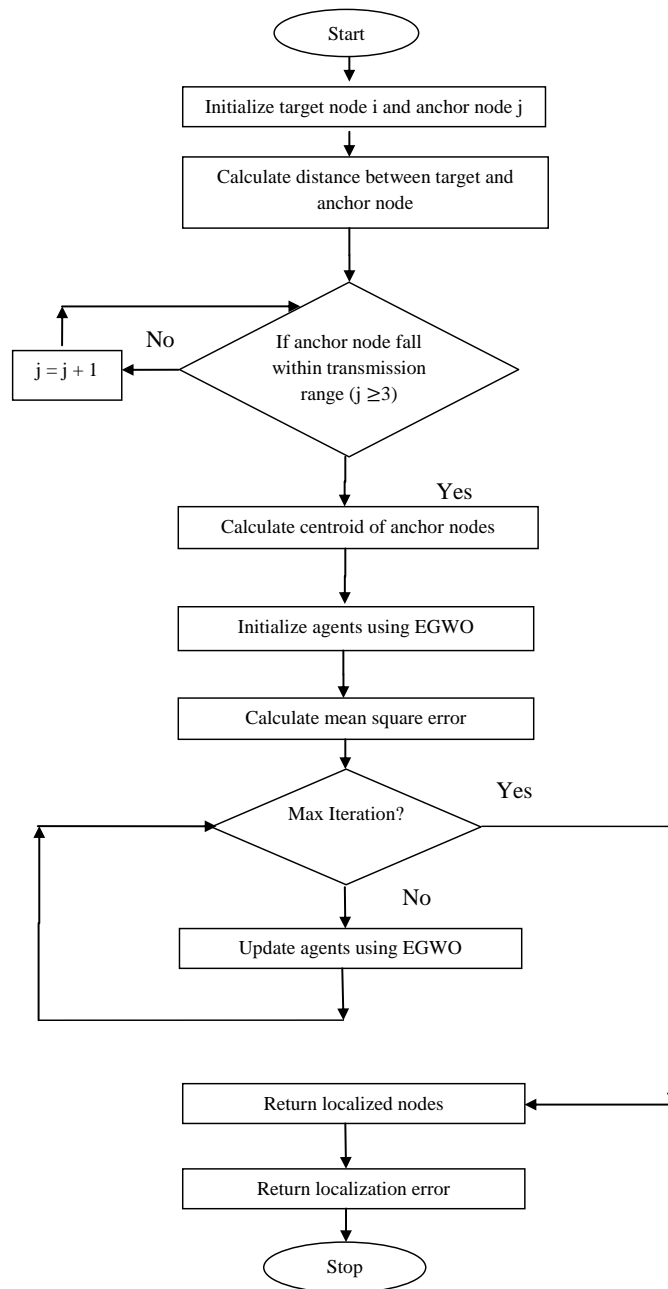 Start
Initialize target node i and anchor node j
Calculate distance between target and
anchor node
If anchor node fall
within transmission
range (j ≥3)
No
j = j + 1
Yes
Calculate centroid of anchor nodes
Initialize agents using EGWO
Calculate mean square error
Max Iteration?
Yes
No
Update agents using EGWO
Return localized nodes
Return localization error
Stop